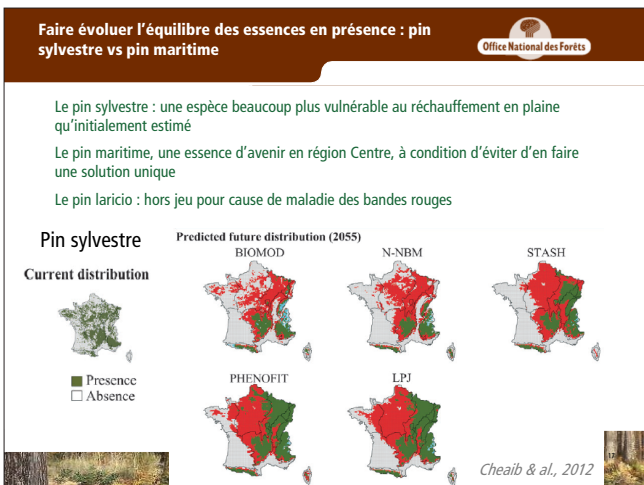 Faire évoluer l'équilibre des essences en présence : pin
sylvestre vs pin maritime
Office National des Forêts
Le pin sylvestre : une espèce beaucoup plus vulnérable au réchauffement en plaine
qu'initialement estimé
Le pin maritime, une essence d'avenir en région Centre, à condition d'éviter d'en faire
une solution unique
Le pin laricio : hors jeu pour cause de maladie des bandes rouges
Pin sylvestre
Predicted future distribution (2055)
Current distribution
Presence
Absence
BIOMOD
N-NBM
STASH
PHENOFIT
LPJ
Cheaib & al., 2012
17